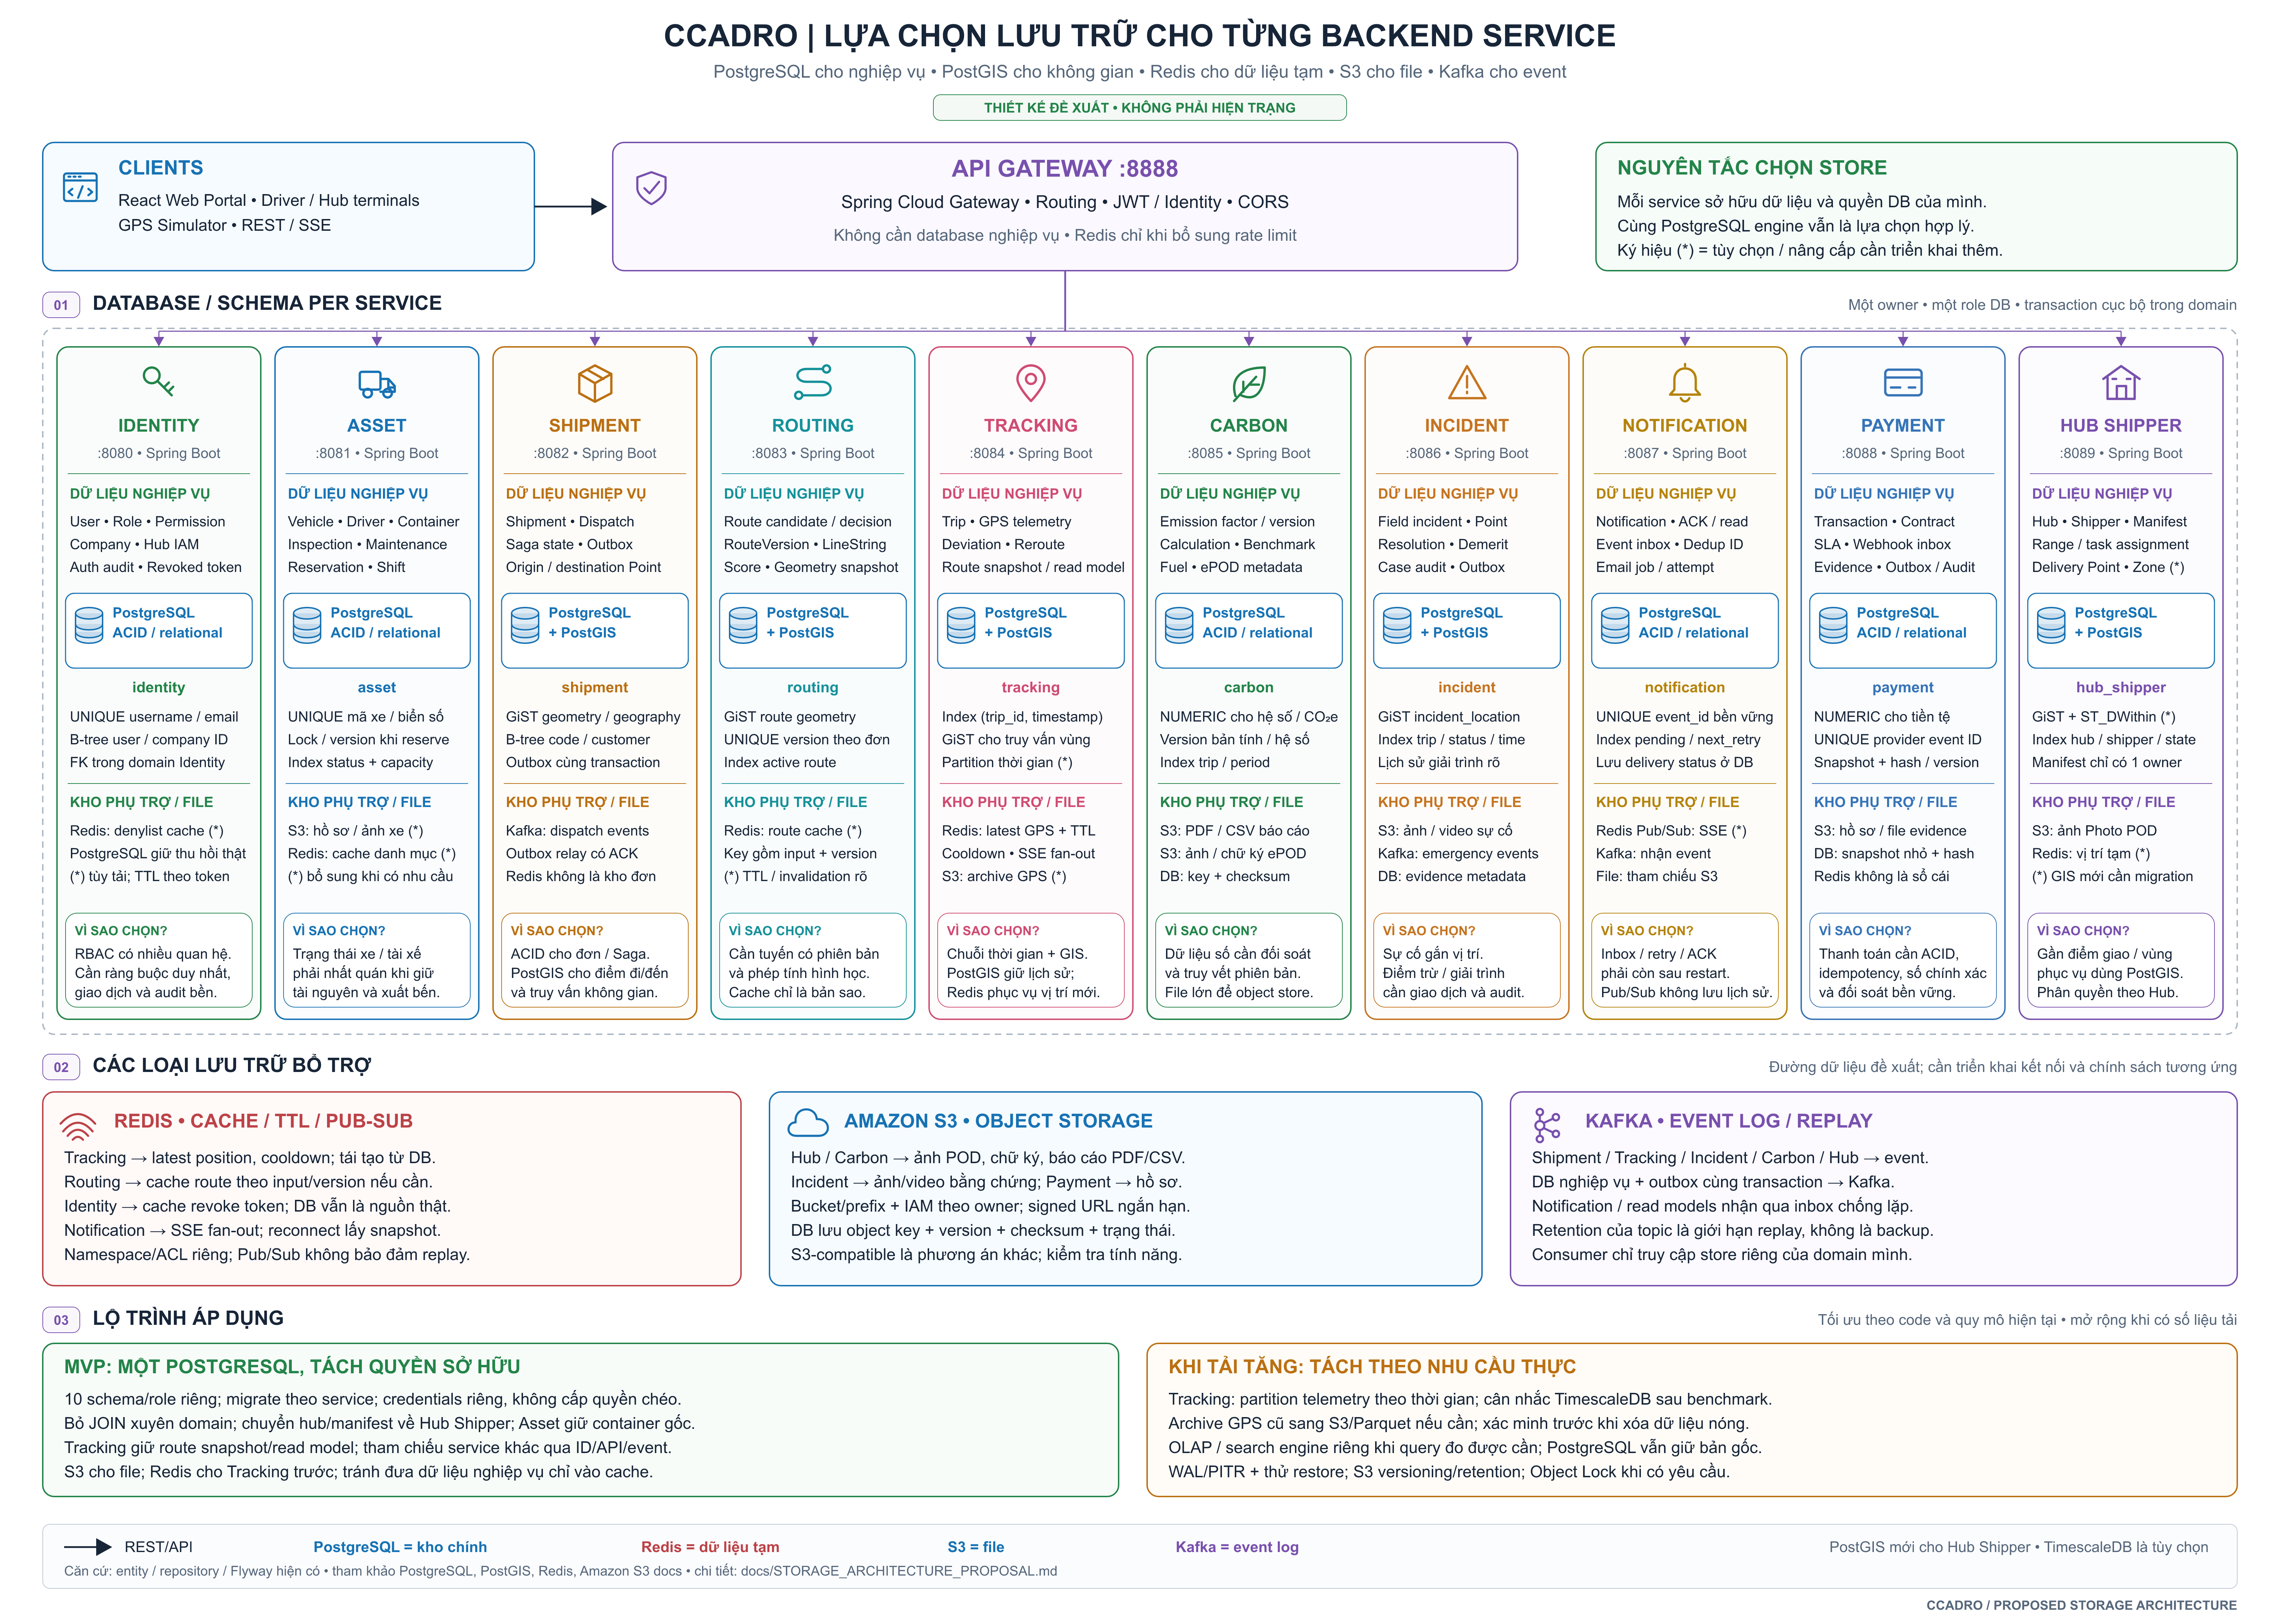 CCADRO | LỰA CHỌN LƯU TRỮ CHO TỪNG BACKEND SERVICE
PostgreSQL cho nghiệp vụ • PostGIS cho không gian • Redis cho dữ liệu tạm • S3 cho file • Kafka cho event
THIẾT KẾ ĐỀ XUẤT • KHÔNG PHẢI HIỆN TRẠNG
CLIENTS
React Web Portal • Driver / Hub terminals
GPS Simulator • REST / SSE
API GATEWAY :8888
Spring Cloud Gateway • Routing • JWT / Identity • CORS
Không cần database nghiệp vụ • Redis chỉ khi bổ sung rate limit
NGUYÊN TẮC CHỌN STORE
Mỗi service sở hữu dữ liệu và quyền DB của mình.
Cùng PostgreSQL engine vẫn là lựa chọn hợp lý.
Ký hiệu (*) = tùy chọn / nâng cấp cần triển khai thêm.
01 DATABASE / SCHEMA PER SERVICE
Một owner • một role DB • transaction cục bộ trong domain
IDENTITY
:8080 • Spring Boot
DỮ LIỆU NGHIỆP VỤ
User • Role • Permission
Company • Hub IAM
Auth audit • Revoked token
PostgreSQL
ACID / relational
identity
UNIQUE username / email
B-tree user / company ID
FK trong domain Identity
KHO PHỤ TRỢ / FILE
Redis: denylist cache (*)
PostgreSQL giữ thu hồi thật
(*) tùy tải; TTL theo token
VÌ SAO CHỌN?
RBAC có nhiều quan hệ.
Cần ràng buộc duy nhất,
giao dịch và audit bền.
ASSET
:8081 • Spring Boot
DỮ LIỆU NGHIỆP VỤ
Vehicle • Driver • Container
Inspection • Maintenance
Reservation • Shift
PostgreSQL
ACID / relational
asset
UNIQUE mã xe / biển số
Lock / version khi reserve
Index status + capacity
KHO PHỤ TRỢ / FILE
S3: hồ sơ / ảnh xe (*)
Redis: cache danh mục (*)
(*) bổ sung khi có nhu cầu
VÌ SAO CHỌN?
Trạng thái xe / tài xế
phải nhất quán khi giữ
tài nguyên và xuất bến.
SHIPMENT
:8082 • Spring Boot
DỮ LIỆU NGHIỆP VỤ
Shipment • Dispatch
Saga state • Outbox
Origin / destination Point
PostgreSQL
+ PostGIS
shipment
GiST geometry / geography
B-tree code / customer
Outbox cùng transaction
KHO PHỤ TRỢ / FILE
Kafka: dispatch events
Outbox relay có ACK
Redis không là kho đơn
VÌ SAO CHỌN?
ACID cho đơn / Saga.
PostGIS cho điểm đi/đến
và truy vấn không gian.
ROUTING
:8083 • Spring Boot
DỮ LIỆU NGHIỆP VỤ
Route candidate / decision
RouteVersion • LineString
Score • Geometry snapshot
PostgreSQL
+ PostGIS
routing
GiST route geometry
UNIQUE version theo đơn
Index active route
KHO PHỤ TRỢ / FILE
Redis: route cache (*)
Key gồm input + version
(*) TTL / invalidation rõ
VÌ SAO CHỌN?
Cần tuyến có phiên bản
và phép tính hình học.
Cache chỉ là bản sao.
TRACKING
:8084 • Spring Boot
DỮ LIỆU NGHIỆP VỤ
Trip • GPS telemetry
Deviation • Reroute
Route snapshot / read model
PostgreSQL
+ PostGIS
tracking
Index (trip_id, timestamp)
GiST cho truy vấn vùng
Partition thời gian (*)
KHO PHỤ TRỢ / FILE
Redis: latest GPS + TTL
Cooldown • SSE fan-out
S3: archive GPS (*)
VÌ SAO CHỌN?
Chuỗi thời gian + GIS.
PostGIS giữ lịch sử;
Redis phục vụ vị trí mới.
CARBON
:8085 • Spring Boot
DỮ LIỆU NGHIỆP VỤ
Emission factor / version
Calculation • Benchmark
Fuel • ePOD metadata
PostgreSQL
ACID / relational
carbon
NUMERIC cho hệ số / CO₂e
Version bản tính / hệ số
Index trip / period
KHO PHỤ TRỢ / FILE
S3: PDF / CSV báo cáo
S3: ảnh / chữ ký ePOD
DB: key + checksum
VÌ SAO CHỌN?
Dữ liệu số cần đối soát
và truy vết phiên bản.
File lớn để object store.
INCIDENT
:8086 • Spring Boot
DỮ LIỆU NGHIỆP VỤ
Field incident • Point
Resolution • Demerit
Case audit • Outbox
PostgreSQL
+ PostGIS
incident
GiST incident_location
Index trip / status / time
Lịch sử giải trình rõ
KHO PHỤ TRỢ / FILE
S3: ảnh / video sự cố
Kafka: emergency events
DB: evidence metadata
VÌ SAO CHỌN?
Sự cố gắn vị trí.
Điểm trừ / giải trình
cần giao dịch và audit.
NOTIFICATION
:8087 • Spring Boot
DỮ LIỆU NGHIỆP VỤ
Notification • ACK / read
Event inbox • Dedup ID
Email job / attempt
PostgreSQL
ACID / relational
notification
UNIQUE event_id bền vững
Index pending / next_retry
Lưu delivery status ở DB
KHO PHỤ TRỢ / FILE
Redis Pub/Sub: SSE (*)
Kafka: nhận event
File: tham chiếu S3
VÌ SAO CHỌN?
Inbox / retry / ACK
phải còn sau restart.
Pub/Sub không lưu lịch sử.
PAYMENT
:8088 • Spring Boot
DỮ LIỆU NGHIỆP VỤ
Transaction • Contract
SLA • Webhook inbox
Evidence • Outbox / Audit
PostgreSQL
ACID / relational
payment
NUMERIC cho tiền tệ
UNIQUE provider event ID
Snapshot + hash / version
KHO PHỤ TRỢ / FILE
S3: hồ sơ / file evidence
DB: snapshot nhỏ + hash
Redis không là sổ cái
VÌ SAO CHỌN?
Thanh toán cần ACID,
idempotency, số chính xác
và đối soát bền vững.
HUB SHIPPER
:8089 • Spring Boot
DỮ LIỆU NGHIỆP VỤ
Hub • Shipper • Manifest
Range / task assignment
Delivery Point • Zone (*)
PostgreSQL
+ PostGIS
hub_shipper
GiST + ST_DWithin (*)
Index hub / shipper / state
Manifest chỉ có 1 owner
KHO PHỤ TRỢ / FILE
S3: ảnh Photo POD
Redis: vị trí tạm (*)
(*) GIS mới cần migration
VÌ SAO CHỌN?
Gần điểm giao / vùng
phục vụ dùng PostGIS.
Phân quyền theo Hub.
02 CÁC LOẠI LƯU TRỮ BỔ TRỢ
Đường dữ liệu đề xuất; cần triển khai kết nối và chính sách tương ứng
REDIS • CACHE / TTL / PUB-SUB
Tracking → latest position, cooldown; tái tạo từ DB.
Routing → cache route theo input/version nếu cần.
Identity → cache revoke token; DB vẫn là nguồn thật.
Notification → SSE fan-out; reconnect lấy snapshot.
Namespace/ACL riêng; Pub/Sub không bảo đảm replay.
AMAZON S3 • OBJECT STORAGE
Hub / Carbon → ảnh POD, chữ ký, báo cáo PDF/CSV.
Incident → ảnh/video bằng chứng; Payment → hồ sơ.
Bucket/prefix + IAM theo owner; signed URL ngắn hạn.
DB lưu object key + version + checksum + trạng thái.
S3-compatible là phương án khác; kiểm tra tính năng.
KAFKA • EVENT LOG / REPLAY
Shipment / Tracking / Incident / Carbon / Hub → event.
DB nghiệp vụ + outbox cùng transaction → Kafka.
Notification / read models nhận qua inbox chống lặp.
Retention của topic là giới hạn replay, không là backup.
Consumer chỉ truy cập store riêng của domain mình.
03 LỘ TRÌNH ÁP DỤNG
Tối ưu theo code và quy mô hiện tại • mở rộng khi có số liệu tải
MVP: MỘT POSTGRESQL, TÁCH QUYỀN SỞ HỮU
10 schema/role riêng; migrate theo service; credentials riêng, không cấp quyền chéo.
Bỏ JOIN xuyên domain; chuyển hub/manifest về Hub Shipper; Asset giữ container gốc.
Tracking giữ route snapshot/read model; tham chiếu service khác qua ID/API/event.
S3 cho file; Redis cho Tracking trước; tránh đưa dữ liệu nghiệp vụ chỉ vào cache.
KHI TẢI TĂNG: TÁCH THEO NHU CẦU THỰC
Tracking: partition telemetry theo thời gian; cân nhắc TimescaleDB sau benchmark.
Archive GPS cũ sang S3/Parquet nếu cần; xác minh trước khi xóa dữ liệu nóng.
OLAP / search engine riêng khi query đo được cần; PostgreSQL vẫn giữ bản gốc.
WAL/PITR + thử restore; S3 versioning/retention; Object Lock khi có yêu cầu.
REST/API
PostgreSQL = kho chính
Redis = dữ liệu tạm
S3 = file
Kafka = event log
PostGIS mới cho Hub Shipper • TimescaleDB là tùy chọn
Căn cứ: entity / repository / Flyway hiện có • tham khảo PostgreSQL, PostGIS, Redis, Amazon S3 docs • chi tiết: docs/STORAGE_ARCHITECTURE_PROPOSAL.md
CCADRO / PROPOSED STORAGE ARCHITECTURE